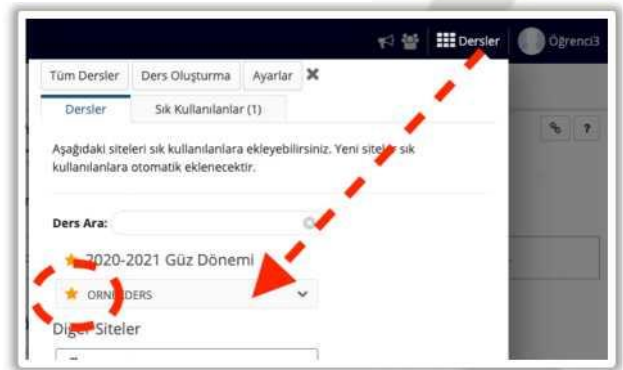 Dersler Öğrenci3
Tüm Dersler Ders Oluşturma Ayarlar
Dersler Sık Kullanılanlar (1)
Aşağıdaki siteleri sık kullanılanlara ekleyebilirsiniz. Yeni siteler sık
kullanılanlara otomatik eklenecektir.
Ders Ara:
2020-2021 Güz Dönemi
Diğer Siteler